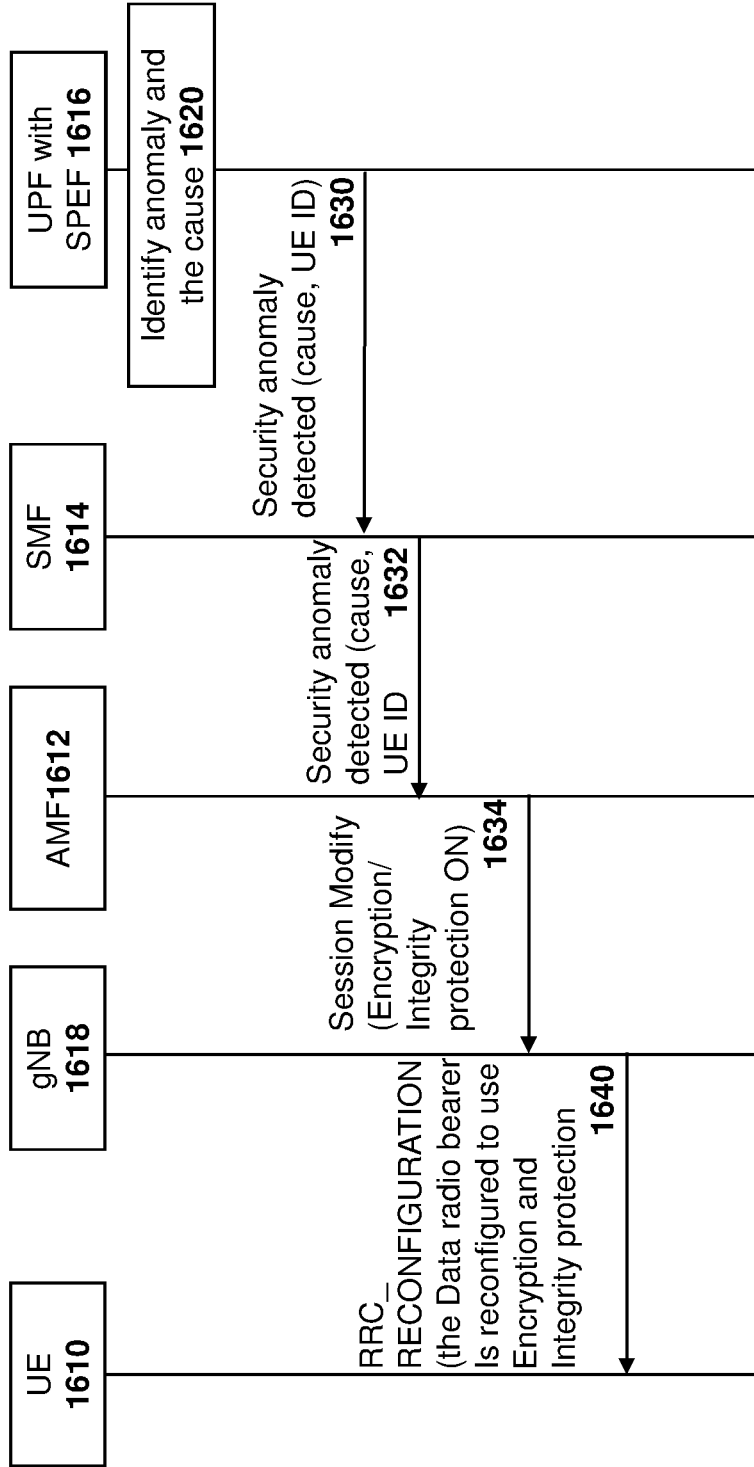 UE
1610
gNB
1618
AMF1612
SMF
1614
UPF with
SPEF 1616
Identify anomaly and
the cause 1620
Security anomaly
detected (cause, UE ID)
1630
Security anomaly
detected (cause,
UE ID
1632
Session Modify
(Encryption/
Integrity
protection ON)
1634
RRC_
RECONFIGURATION
(the Data radio bearer
Is reconfigured to use
Encryption and
Integrity protection
1640